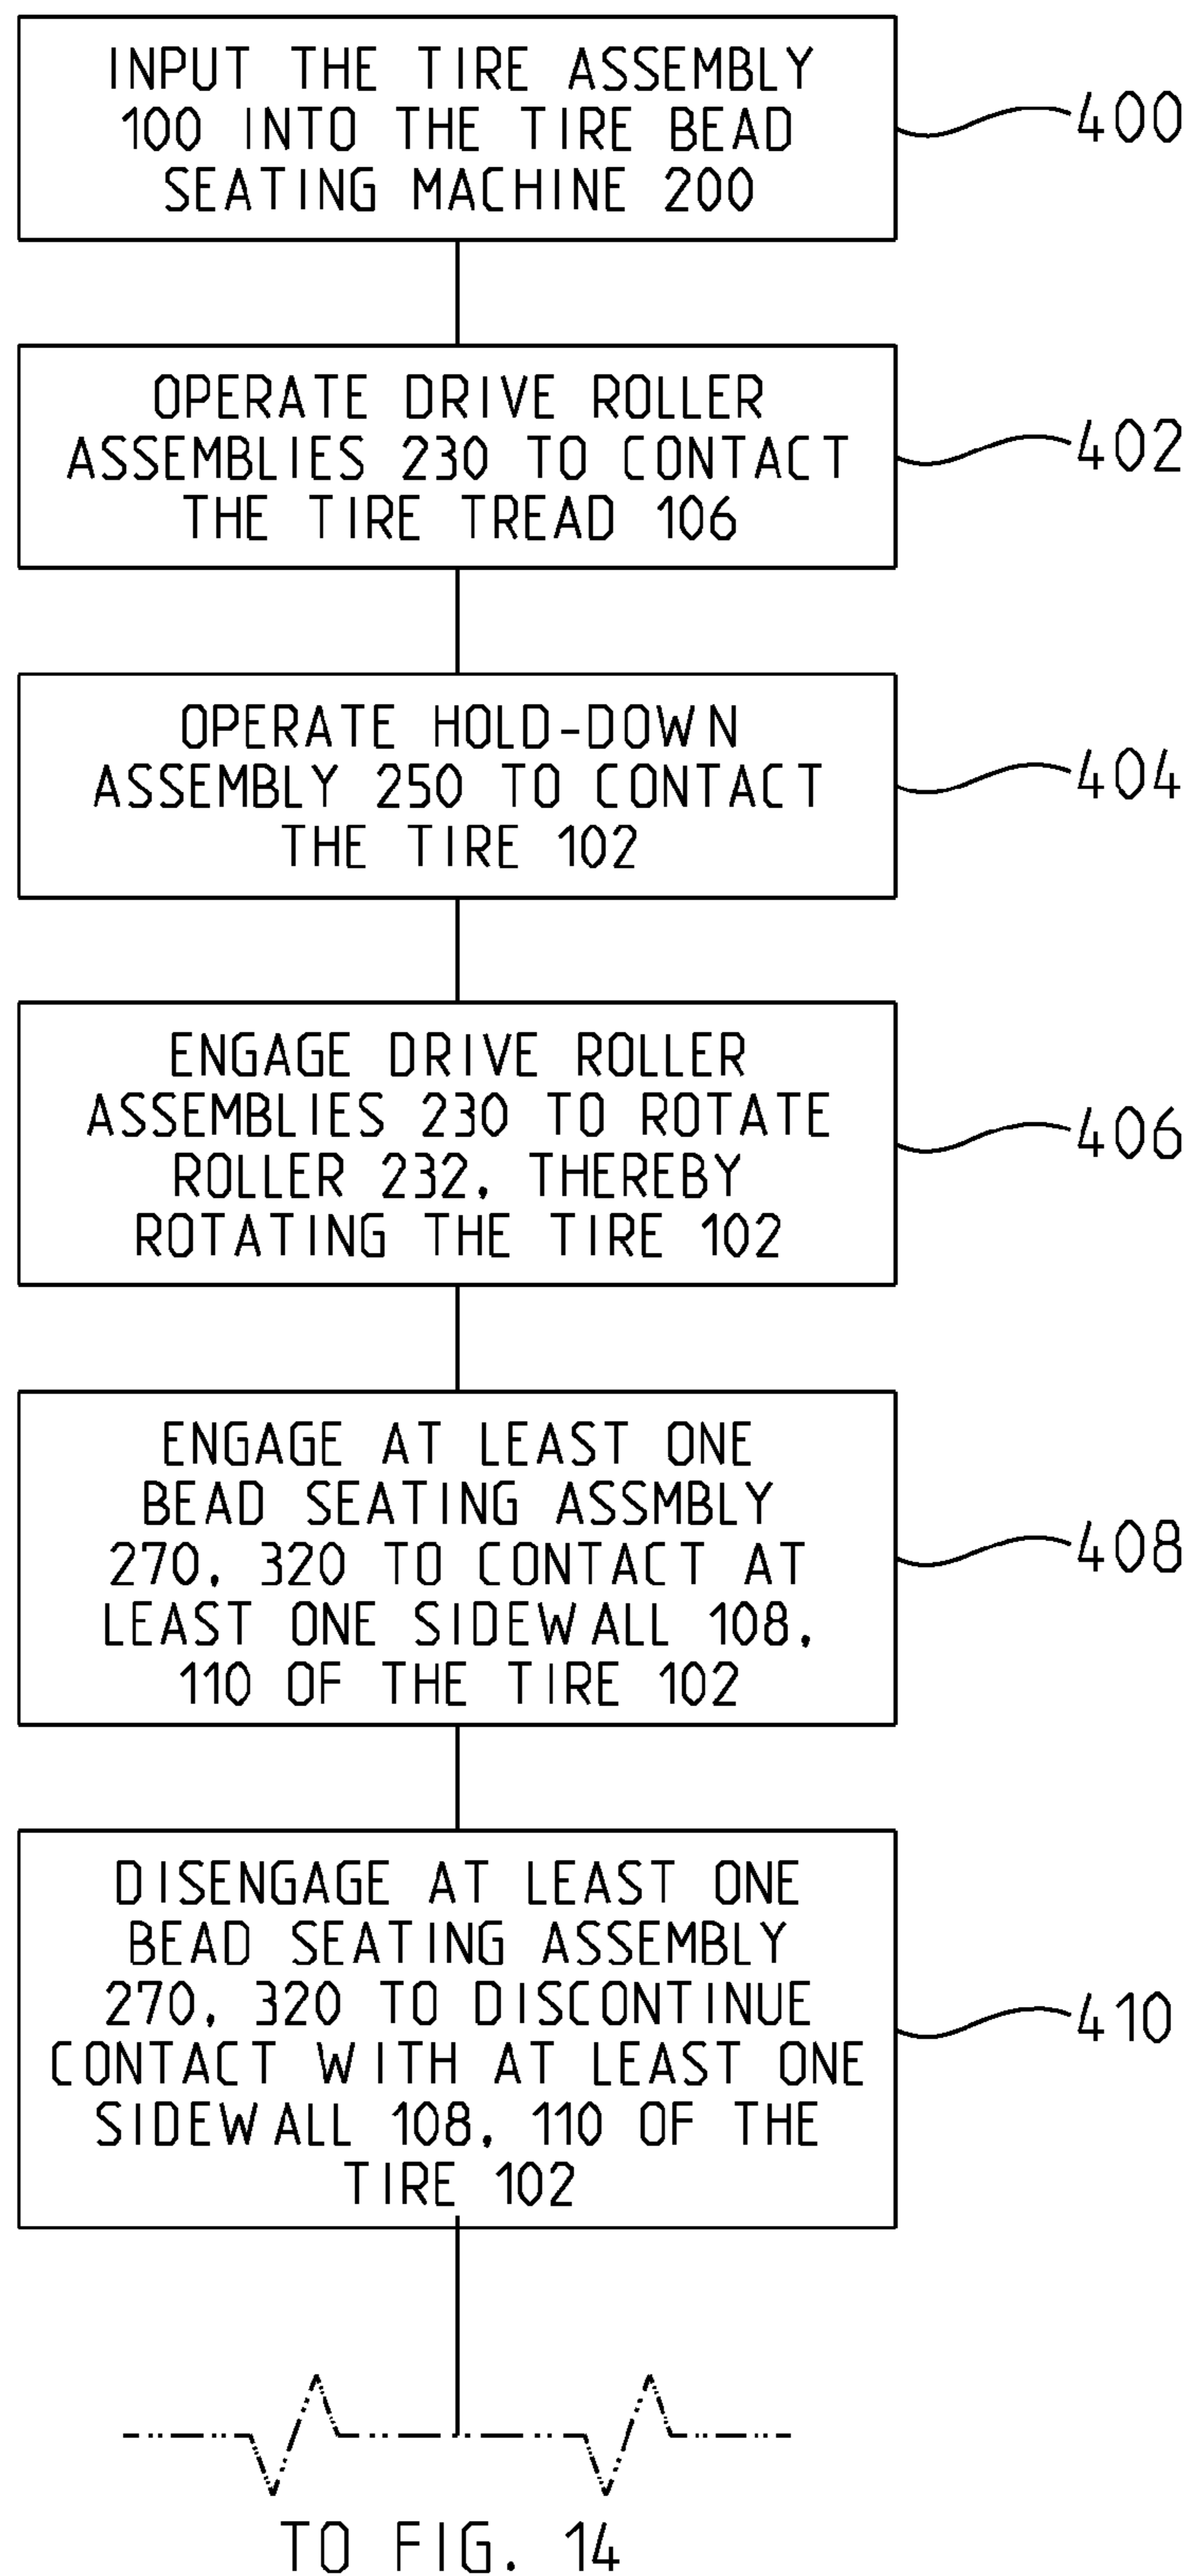 INPUT THE TIRE ASSEMBLY
100 INTO THE TIRE BEAD
SEATING MACHINE 200
400
OPERATE DRIVE ROLLER
ASSEMBLIES 230 TO CONTACT
THE TIRE TREAD 106
402
OPERATE HOLD-DOWN
ASSEMBLY 250 TO CONTACT
THE TIRE 102
404
ENGAGE DRIVE ROLLER
ASSEMBLIES 230 TO ROTATE
ROLLER 232, THEREBY
ROTATING THE TIRE 102
406
ENGAGE AT LEAST ONE
BEAD SEATING ASSMBLY
270, 320 TO CONTACT AT
LEAST ONE SIDEWALL 108,
110 OF THE TIRE 102
408
DISENGAGE AT LEAST ONE
BEAD SEATING ASSEMBLY
270, 320 TO DISCONTINUE
CONTACT WITH AT LEAST ONE
SIDEWALL 108, 110 OF THE
TIRE 102
410
TO FIG. 14